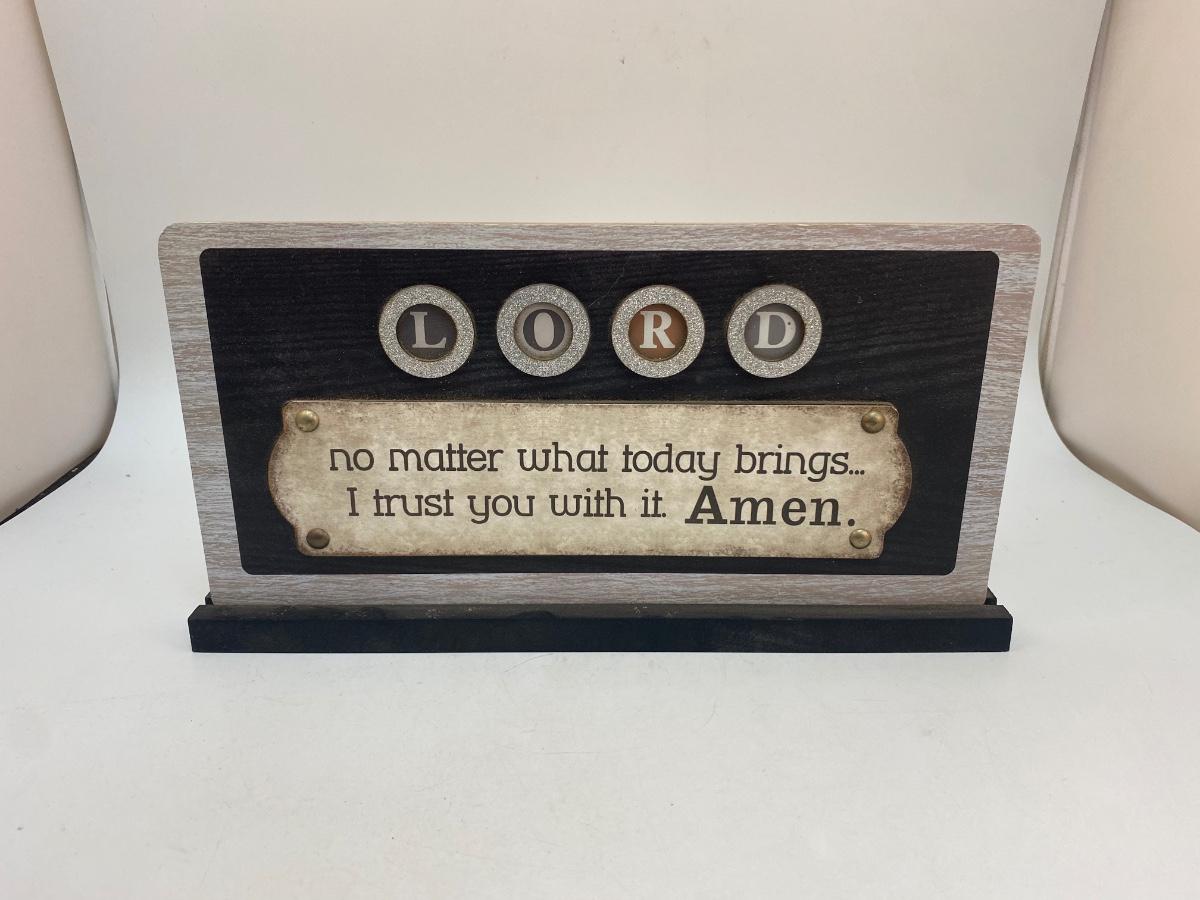 LORD
no matter what today brings...
I trust you with it. Amen.